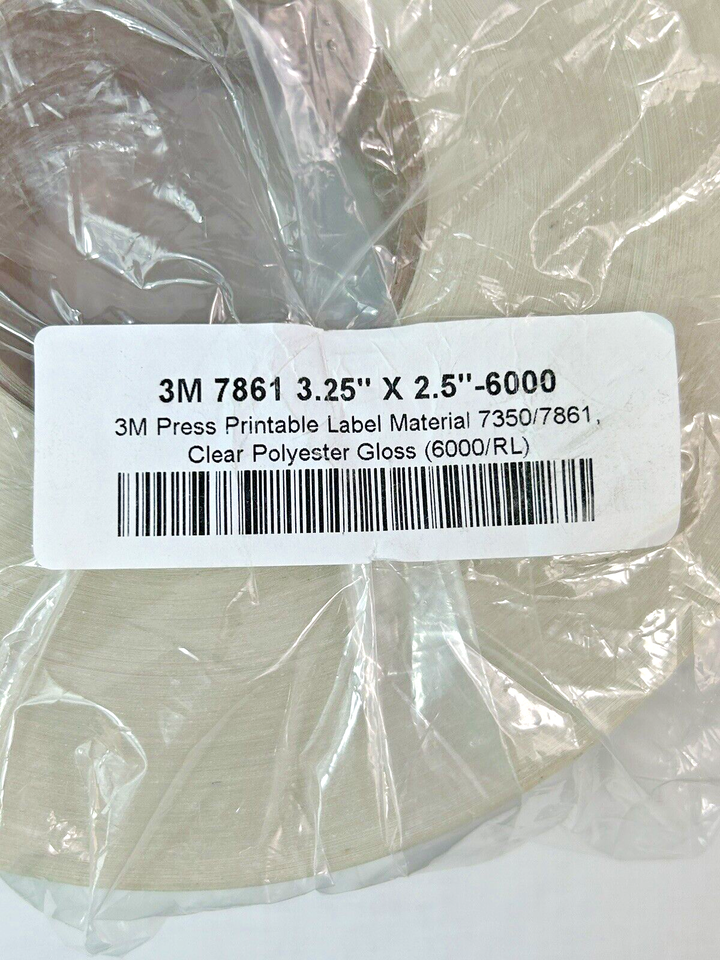 3M 7861 3.25" X 2.5"-6000
3M Press Printable Label Material 7350/7861,
Clear Polyester Gloss (6000/RL)